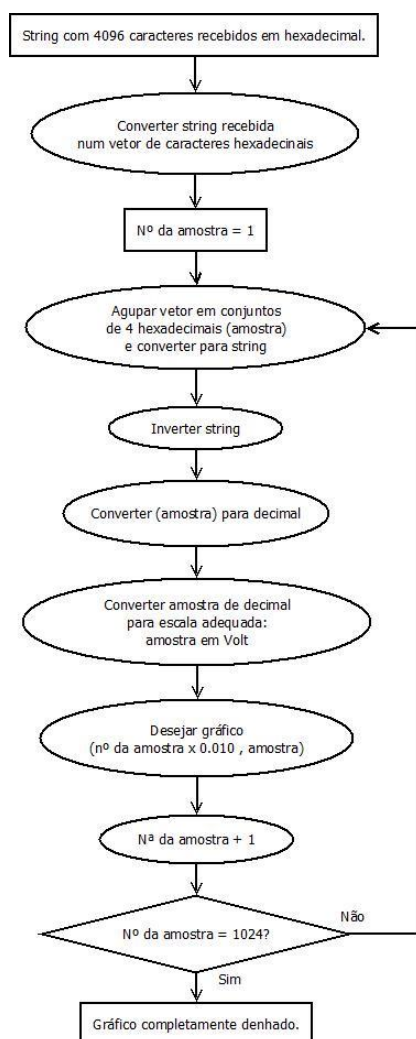 String com 4096 caracteres recebidos em hexadecimal.
Converter string recebida
num vetor de caracteres hexadecinais
Nº da amostra = 1
Agupar vetor em conjuntos
de 4 hexadecimais (amostra)
e converter para string
Inverter string
Converter (amostra) para decimal
Converter amostra de decimal
para escala adequada:
amostra em Volt
Desejar gráfico
(nº da amostra x 0.010 , amostra)
Nª da amostra + 1
Nº da amostra = 1024?
Não
Sim
Gráfico completamente denhado.